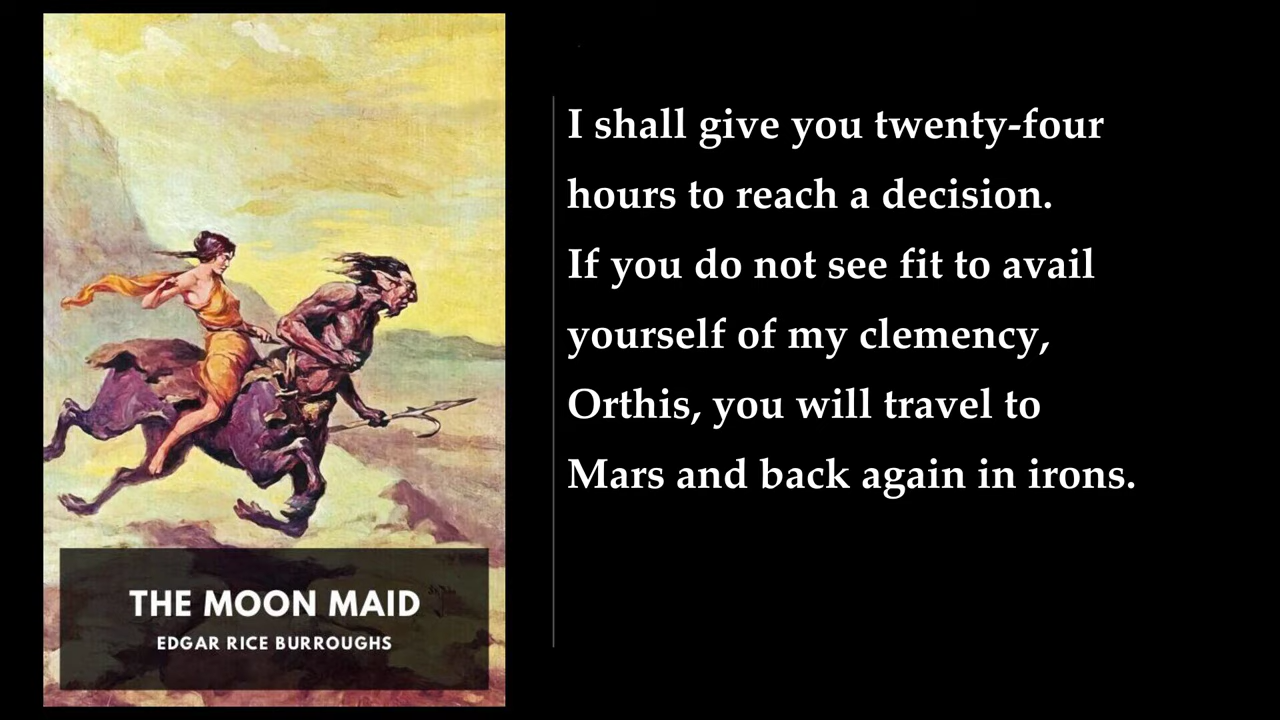 I shall give you twenty-four
hours to reach a decision.
If you do not see fit to avail
yourself of my clemency,
Orthis, you will travel to
Mars and back again in irons.
THE MOON MAID
EDGAR RICE BURROUGHS